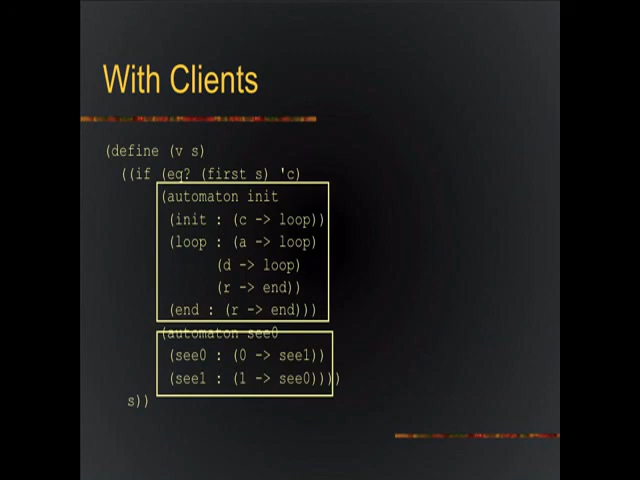 With Clients
(define (v s)
((if (eq? (first s) 'c)
(automaton init
(init : (c -> loop))
(loop : (a -> loop)
(d -> loop)
(r -> end))
(end : (r -> end)))
(automaton see0
(see0 : (0 -> see1))
(see1 : (1 -> see0))))
s))